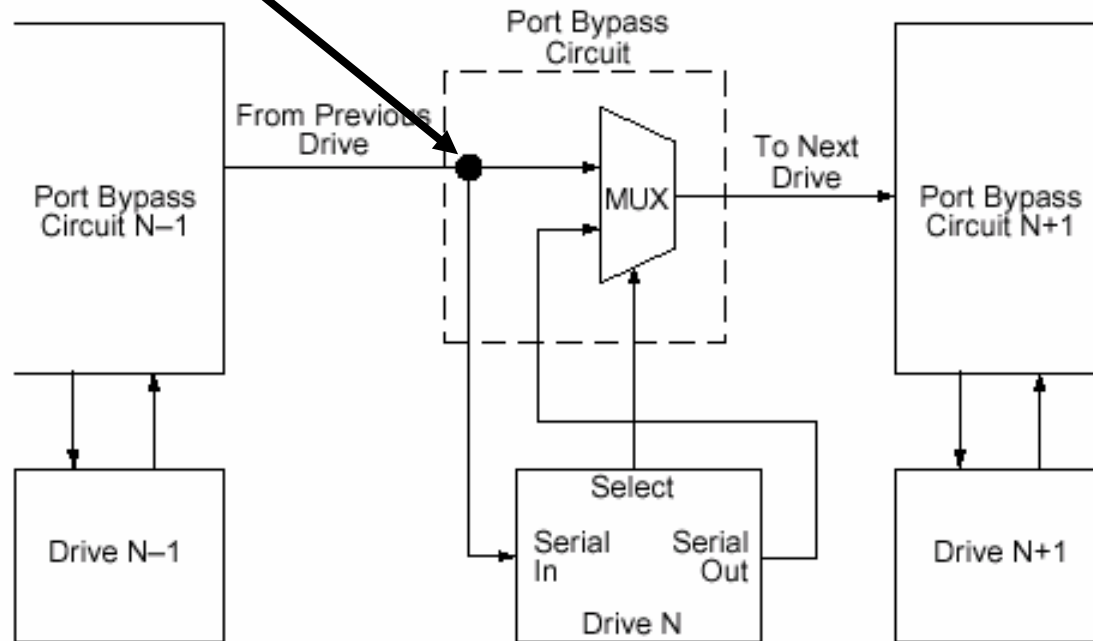 Port Bypass
Circuit
From Previous
Drive
To Next
Drive
Port Bypass
Circuit N–1
MUX
Port Bypass
Circuit N+1
Select
Drive N–1
Serial
In
Serial
Out
Drive N
Drive N+1